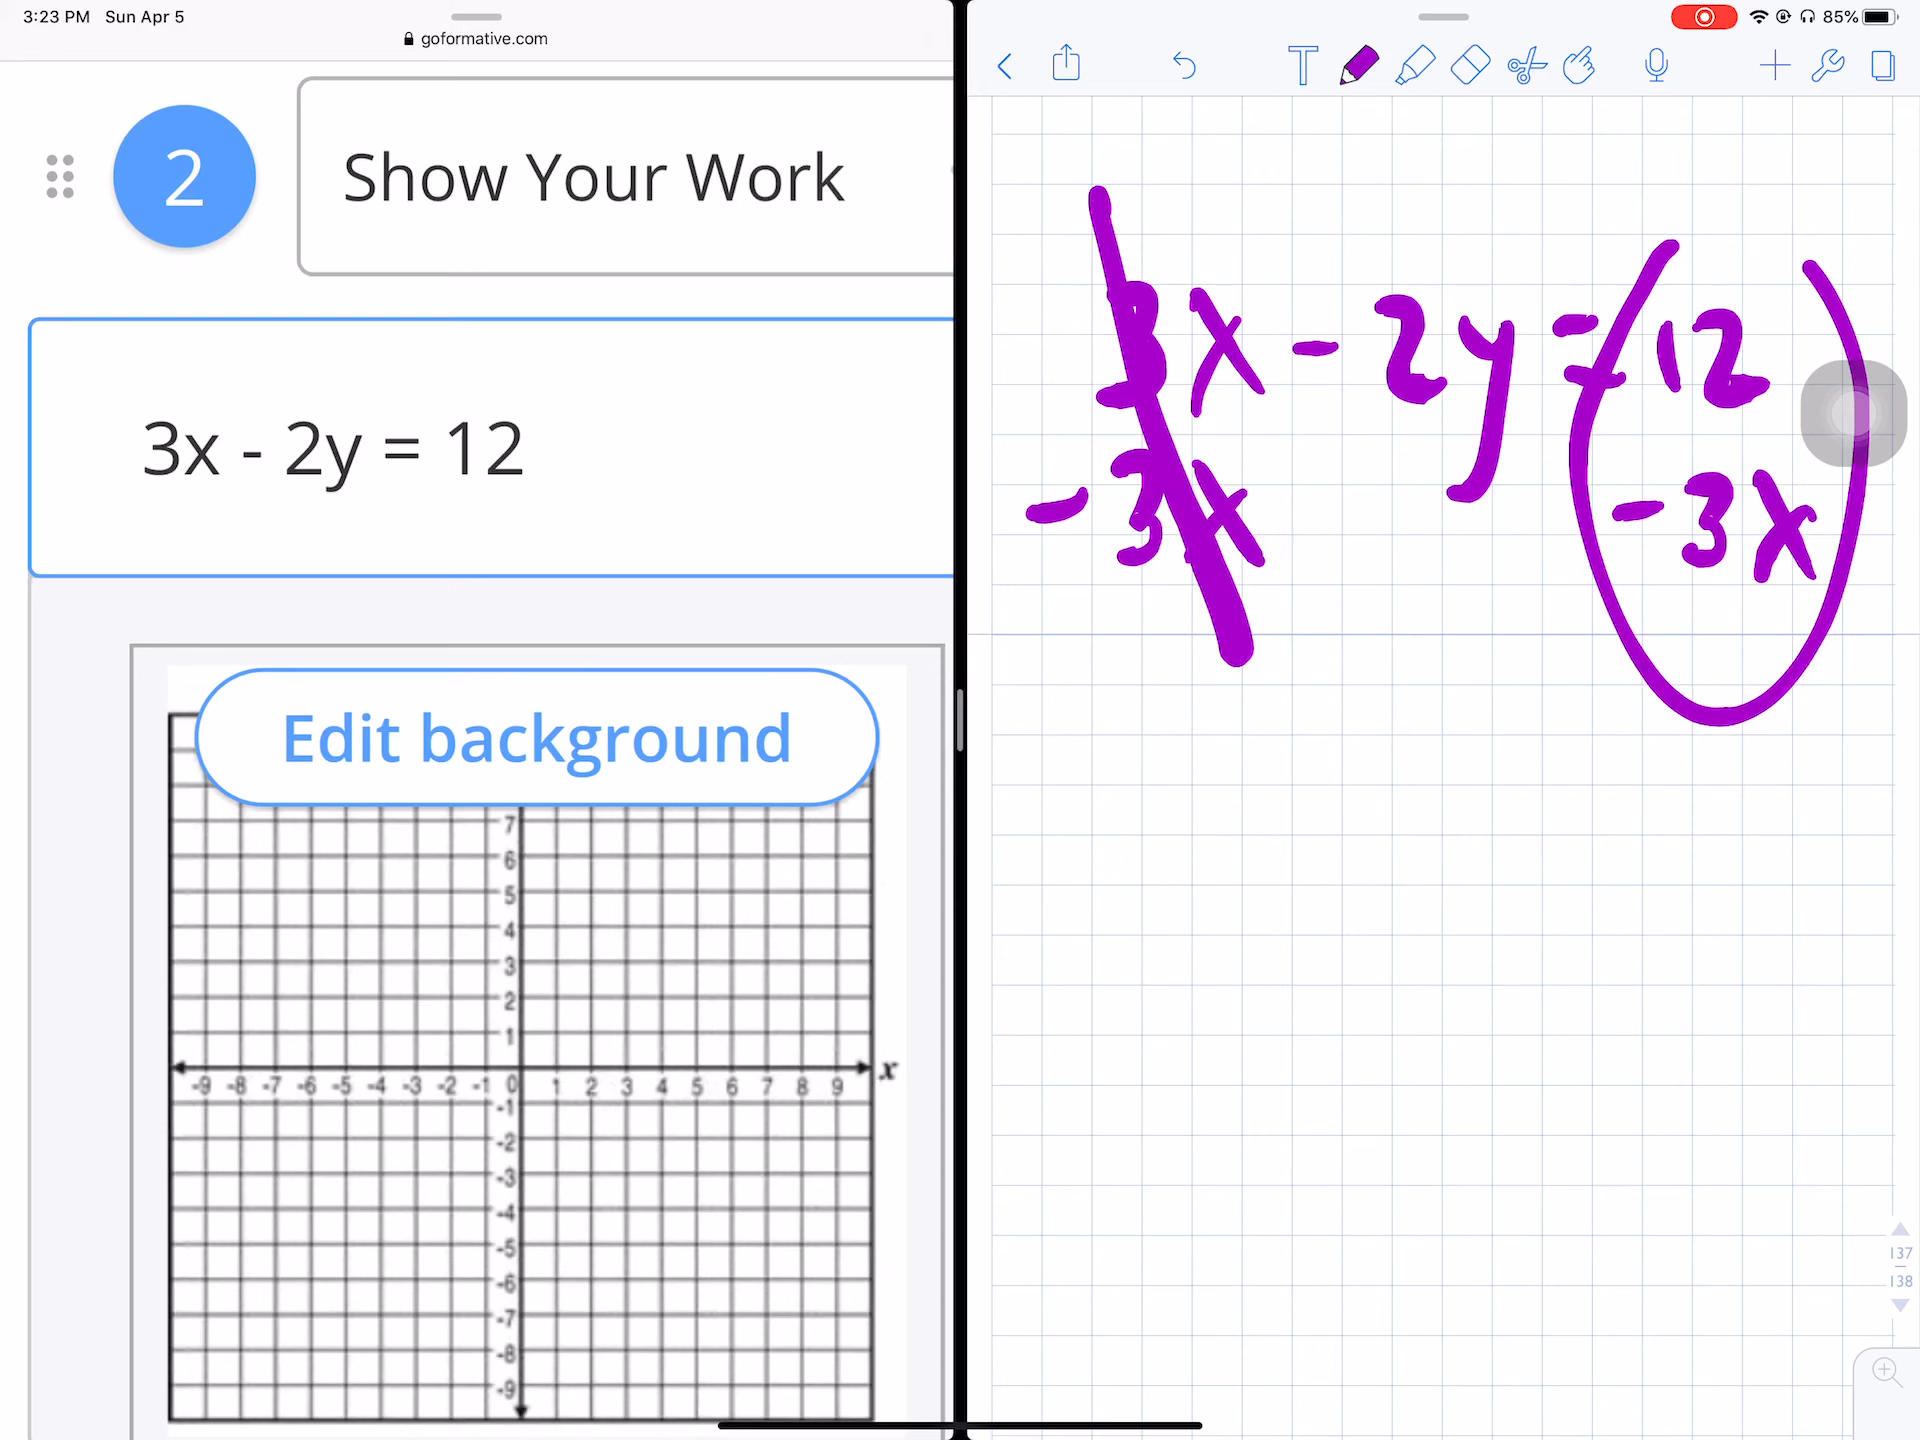 3:23 PM Sun Apr 5
goformative.com
85%
2
Show Your Work
3x - 2y = 12
Edit background
7
6
5
4
3
2
1
-9 -8 -7 -6 -5 -4 -3 -2 -1 0 1 2 3 4 5 6 7 8 9 x
-1
-2
-3
-4
-5
-6
-7
-8
-9
T
3x - 2y = 12
- 3x - 3x
137
138